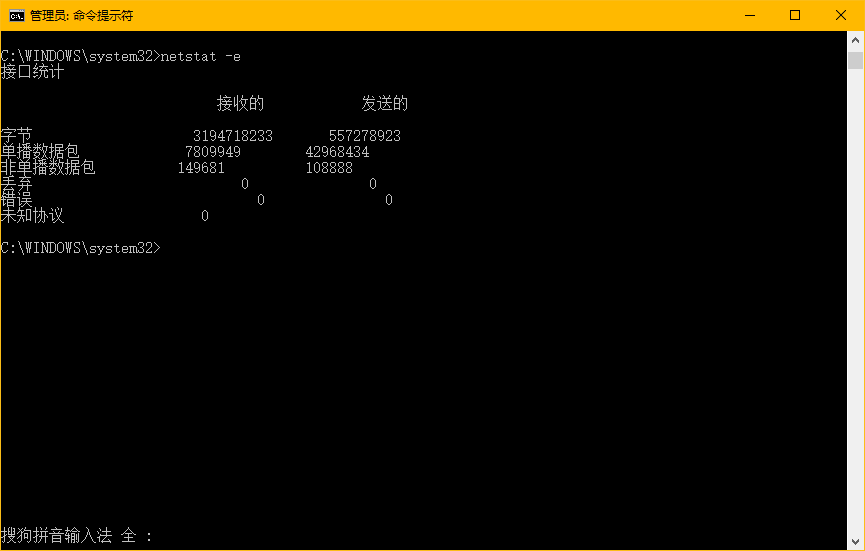 管理员: 命令提示符
C:\WINDOWS\system32>netstat -e
接口统计
接收的 发送的
字节 3194718233 557278923
单播数据包 7809949 42968434
非单播数据包 149681 108888
丢弃 0 0
错误 0 0
未知协议 0
C:\WINDOWS\system32>
搜狗拼音输入法 全 :